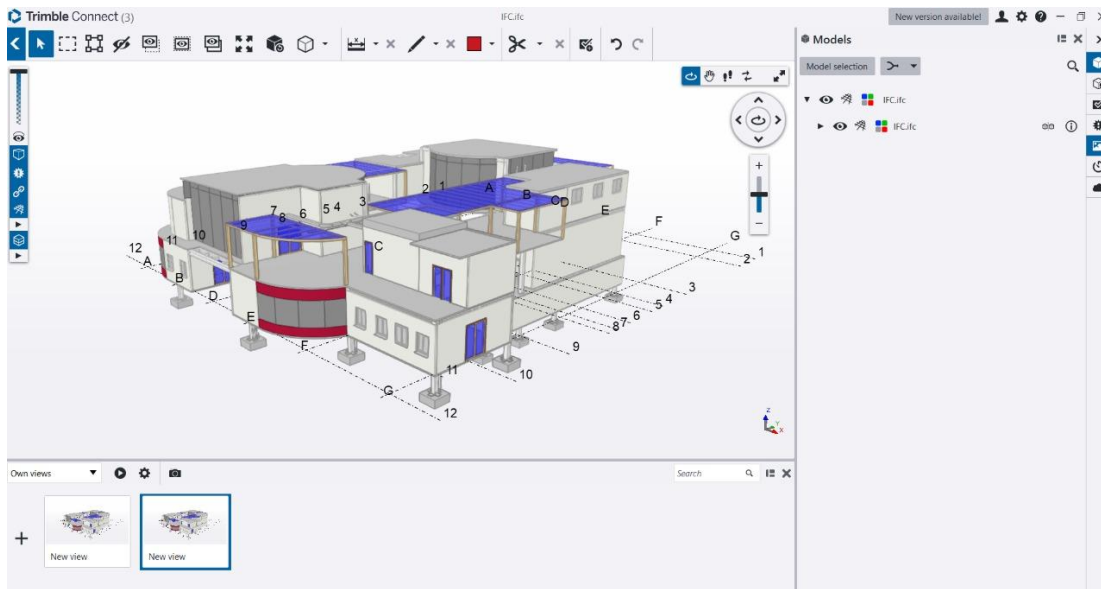 Trimble Connect (3)
IFC.ifc
New version available!
Models
Model selection
IFC.ifc
IFC.ifc
12
A
11
B
10
D
9
7
8
6
5 4
3
2
1
A
B
C
D
E
F
G
C
1
2
3
4
5
6
7
8
9
10
11
12
E
F
G
z
Y
x
Own views
Search
New view
New view